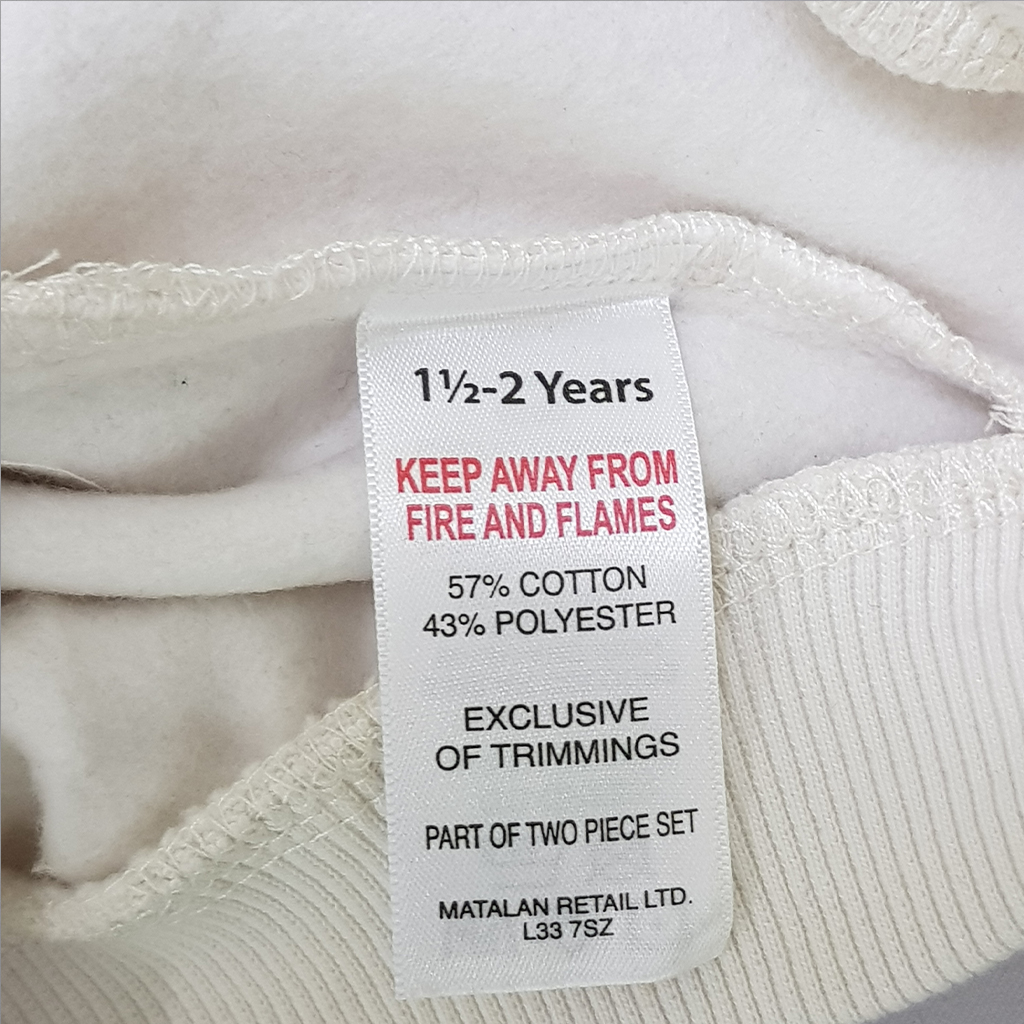 1½-2 Years
KEEP AWAY FROM
FIRE AND FLAMES
57% COTTON
43% POLYESTER
EXCLUSIVE
OF TRIMMINGS
PART OF TWO PIECE SET
MATALAN RETAIL LTD.
L33 7SZ